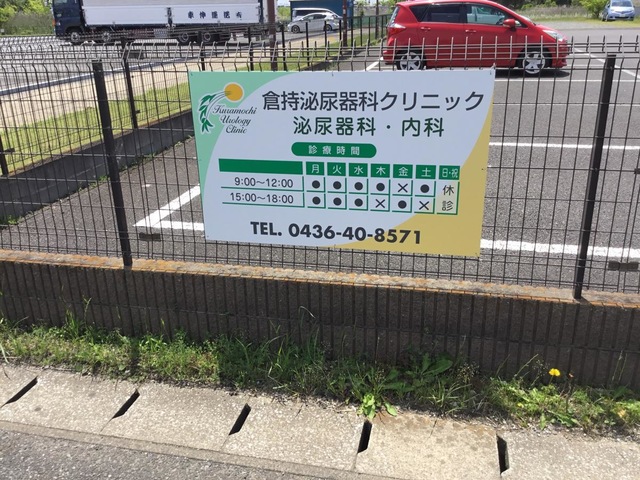 Kuramochi
Urology
Clinic
倉持泌尿器科クリニック
泌尿器科・内科
診療時間
月 火 水 木 金 土 日・祝
9:00〜12:00 ● ● ● ● × ● 休診
15:00〜18:00 ● ● ● × ● ×
TEL. 0436-40-8571